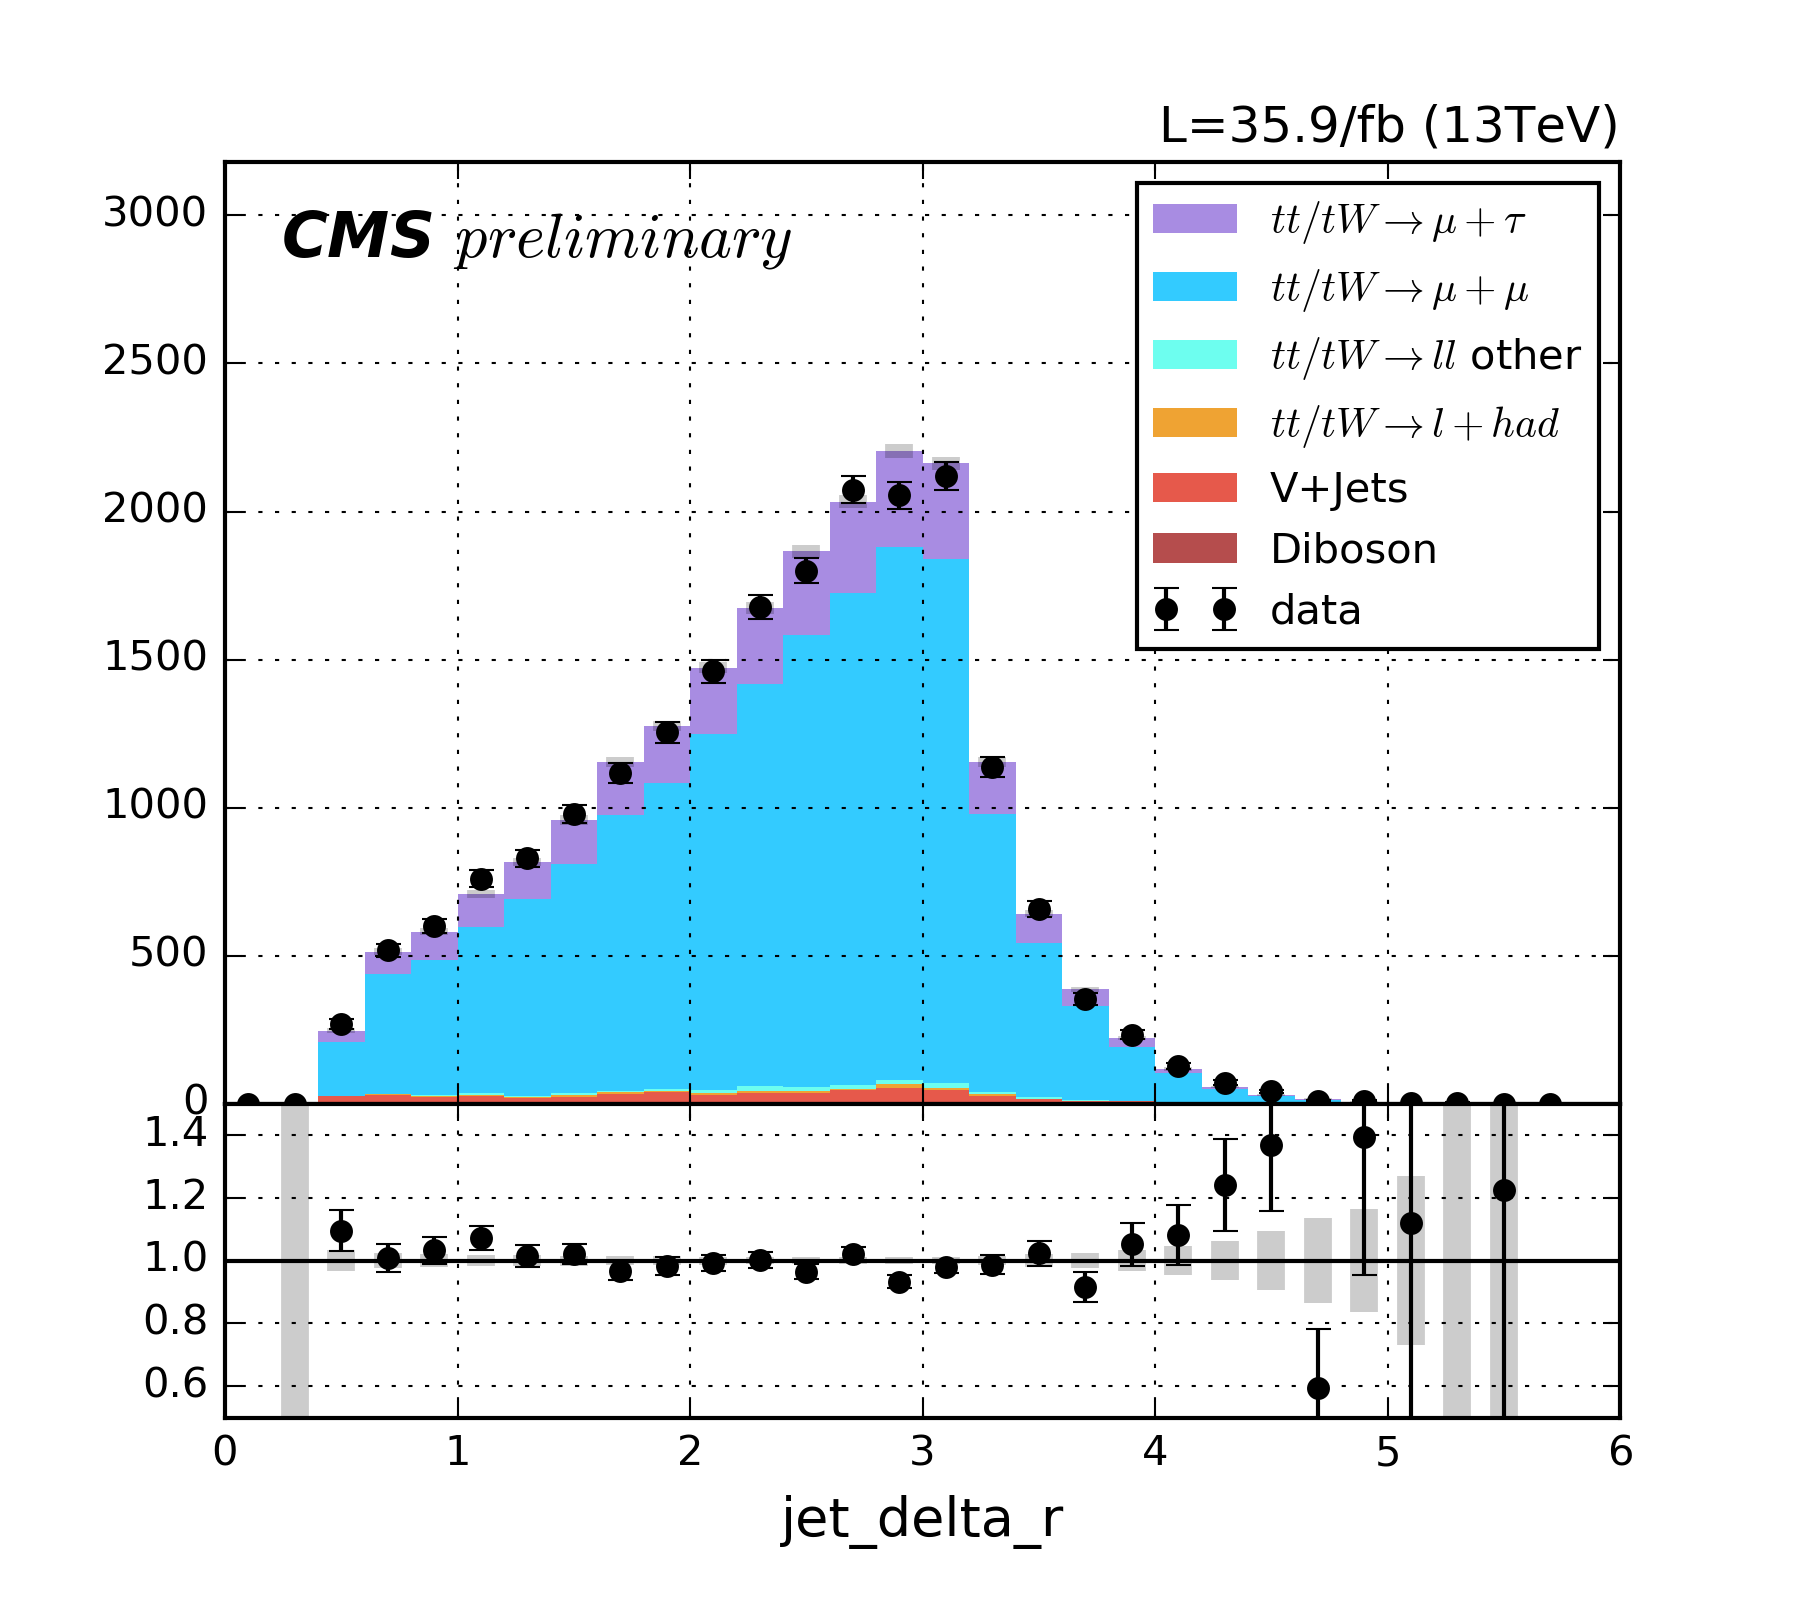 L=35.9/fb (13TeV)
CMS preliminary
3000
2500
2000
1500
1000
500
0
tt/tW→μ+τ
tt/tW→μ+μ
tt/tW→ll other
tt/tW→l+had
V+Jets
Diboson
data
1.4
1.2
1.0
0.8
0.6
0 1 2 3 4 5 6
jet_delta_r